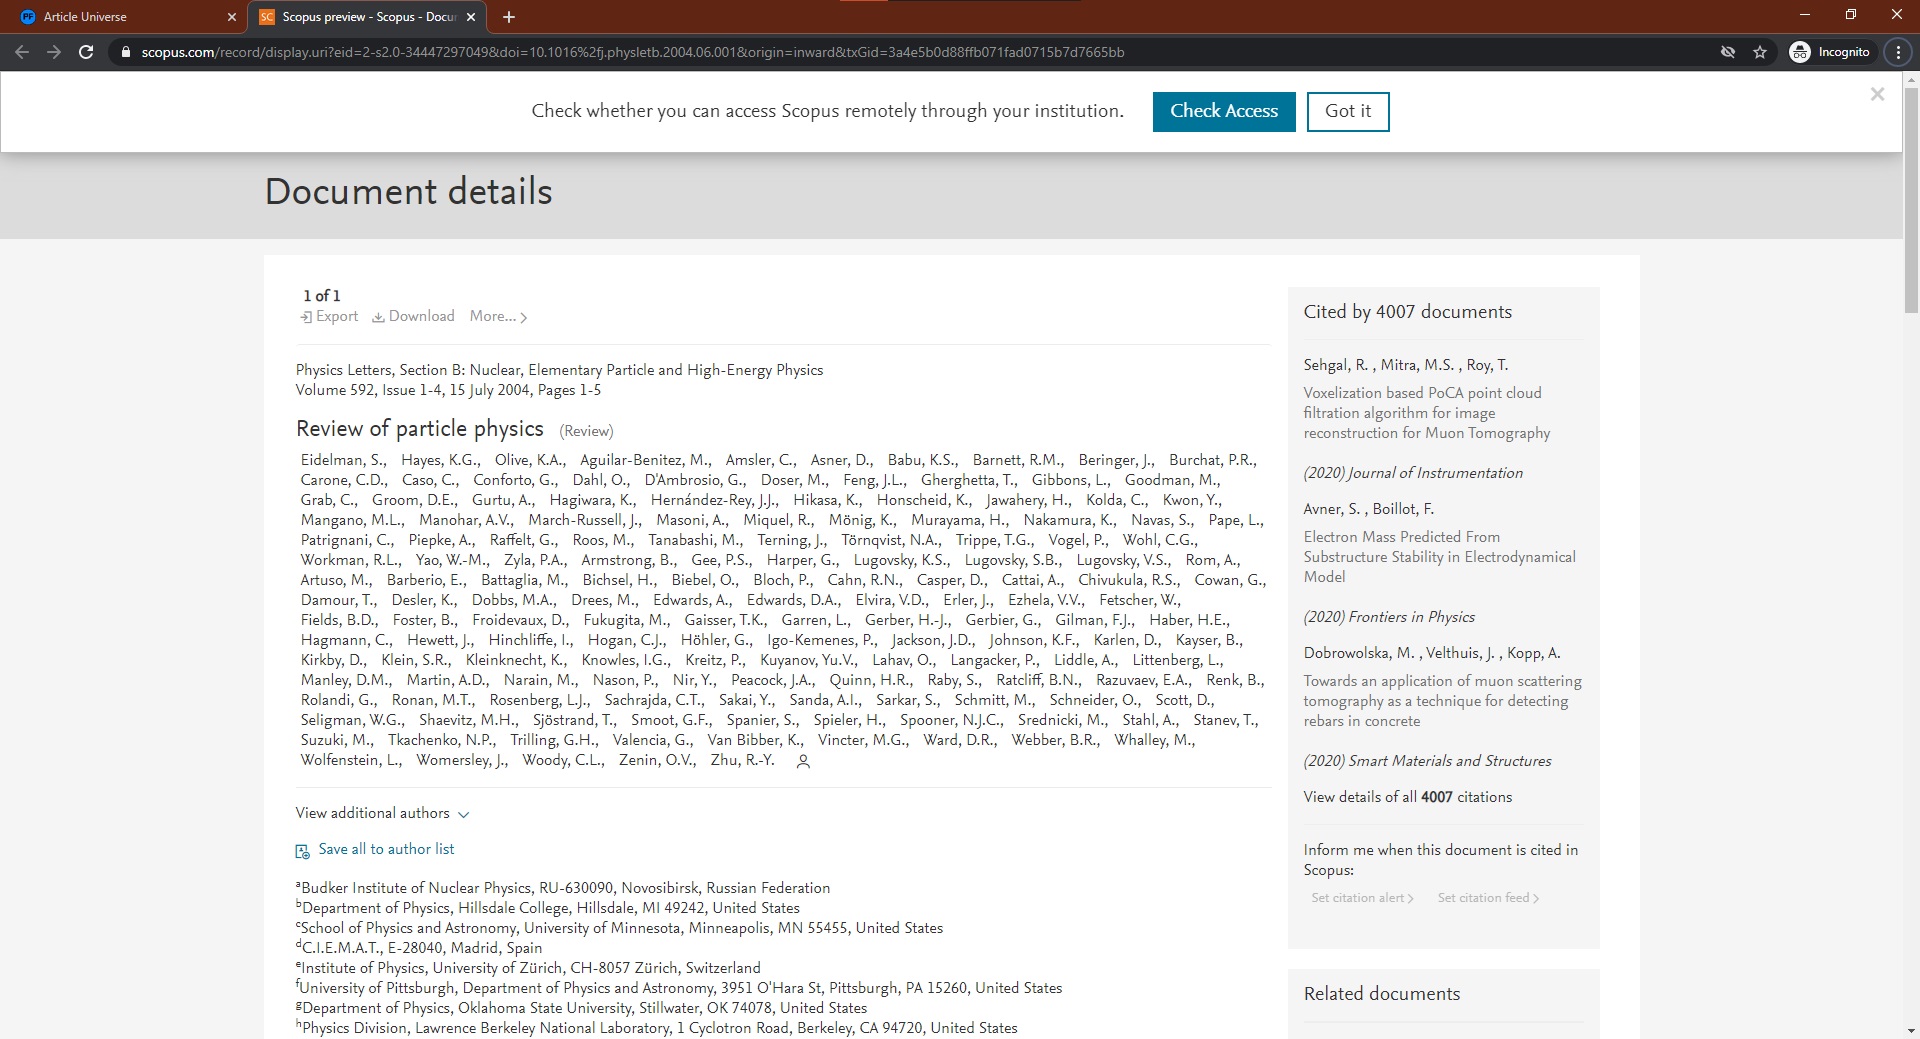 Article Universe
Scopus preview - Scopus - Docu
scopus.com/record/display.uri?eid=2-s2.0-34447297049&doi=10.1016%2fj.physletb.2004.06.001&origin=inward&txGid=3a4e5b0d88ffb071fad0715b7d7665bb
Incognito
Check whether you can access Scopus remotely through your institution.
Check Access
Got it
Document details
1 of 1
Export Download More...
Physics Letters, Section B: Nuclear, Elementary Particle and High-Energy Physics
Volume 592, Issue 1-4, 15 July 2004, Pages 1-5
Review of particle physics (Review)
Eidelman, S., Hayes, K.G., Olive, K.A., Aguilar-Benitez, M., Amsler, C., Asner, D., Babu, K.S., Barnett, R.M., Beringer, J., Burchat, P.R.,
Carone, C.D., Caso, C., Conforto, G., Dahl, O., D'Ambrosio, G., Doser, M., Feng, J.L., Gherghetta, T., Gibbons, L., Goodman, M.,
Grab, C., Groom, D.E., Gurtu, A., Hagiwara, K., Hernández-Rey, J.J., Hikasa, K., Honscheid, K., Jawahery, H., Kolda, C., Kwon, Y.,
Mangano, M.L., Manohar, A.V., March-Russell, J., Masoni, A., Miquel, R., Mönig, K., Murayama, H., Nakamura, K., Navas, S., Pape, L.,
Patrignani, C., Piepke, A., Raffelt, G., Roos, M., Tanabashi, M., Terning, J., Törnqvist, N.A., Trippe, T.G., Vogel, P., Wohl, C.G.,
Workman, R.L., Yao, W.-M., Zyla, P.A., Armstrong, B., Gee, P.S., Harper, G., Lugovsky, K.S., Lugovsky, S.B., Lugovsky, V.S., Rom, A.,
Artuso, M., Barberio, E., Battaglia, M., Bichsel, H., Biebel, O., Bloch, P., Cahn, R.N., Casper, D., Cattai, A., Chivukula, R.S., Cowan, G.,
Damour, T., Desler, K., Dobbs, M.A., Drees, M., Edwards, A., Edwards, D.A., Elvira, V.D., Erler, J., Ezhela, V.V., Fetscher, W.,
Fields, B.D., Foster, B., Froidevaux, D., Fukugita, M., Gaisser, T.K., Garren, L., Gerber, H.-J., Gerbier, G., Gilman, F.J., Haber, H.E.,
Hagmann, C., Hewett, J., Hinchliffe, I., Hogan, C.J., Höhler, G., Igo-Kemenes, P., Jackson, J.D., Johnson, K.F., Karlen, D., Kayser, B.,
Kirkby, D., Klein, S.R., Kleinknecht, K., Knowles, I.G., Kreitz, P., Kuyanov, Yu.V., Lahav, O., Langacker, P., Liddle, A., Littenberg, L.,
Manley, D.M., Martin, A.D., Narain, M., Nason, P., Nir, Y., Peacock, J.A., Quinn, H.R., Raby, S., Ratcliff, B.N., Razuvaev, E.A., Renk, B.,
Rolandi, G., Ronan, M.T., Rosenberg, L.J., Sachrajda, C.T., Sakai, Y., Sanda, A.I., Sarkar, S., Schmitt, M., Schneider, O., Scott, D.,
Seligman, W.G., Shaevitz, M.H., Sjöstrand, T., Smoot, G.F., Spanier, S., Spieler, H., Spooner, N.J.C., Srednicki, M., Stahl, A., Stanev, T.,
Suzuki, M., Tkachenko, N.P., Trilling, G.H., Valencia, G., Van Bibber, K., Vincter, M.G., Ward, D.R., Webber, B.R., Whalley, M.,
Wolfenstein, L., Womersley, J., Woody, C.L., Zenin, O.V., Zhu, R.-Y.
View additional authors
Save all to author list
aBudker Institute of Nuclear Physics, RU-630090, Novosibirsk, Russian Federation
bDepartment of Physics, Hillsdale College, Hillsdale, MI 49242, United States
cSchool of Physics and Astronomy, University of Minnesota, Minneapolis, MN 55455, United States
dC.I.E.M.A.T., E-28040, Madrid, Spain
eInstitute of Physics, University of Zürich, CH-8057 Zürich, Switzerland
fUniversity of Pittsburgh, Department of Physics and Astronomy, 3951 O'Hara St, Pittsburgh, PA 15260, United States
gDepartment of Physics, Oklahoma State University, Stillwater, OK 74078, United States
hPhysics Division, Lawrence Berkeley National Laboratory, 1 Cyclotron Road, Berkeley, CA 94720, United States
Cited by 4007 documents
Sehgal, R. , Mitra, M.S. , Roy, T.
Voxelization based PoCA point cloud
filtration algorithm for image
reconstruction for Muon Tomography
(2020) Journal of Instrumentation
Avner, S. , Boillot, F.
Electron Mass Predicted From
Substructure Stability in Electrodynamical
Model
(2020) Frontiers in Physics
Dobrowolska, M. , Velthuis, J. , Kopp, A.
Towards an application of muon scattering
tomography as a technique for detecting
rebars in concrete
(2020) Smart Materials and Structures
View details of all 4007 citations
Inform me when this document is cited in
Scopus:
Set citation alert Set citation feed
Related documents